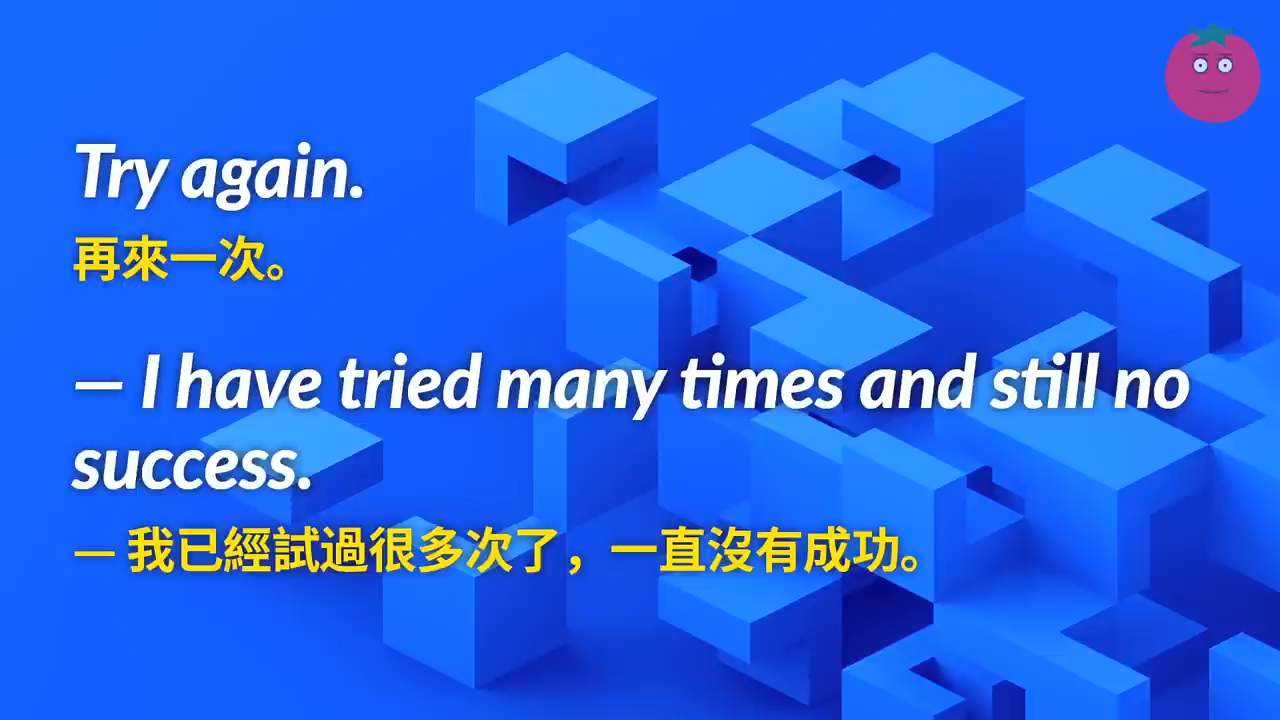 Try again.
再來一次。
— I have tried many times and still no
success.
— 我已經試過很多次了，一直沒有成功。